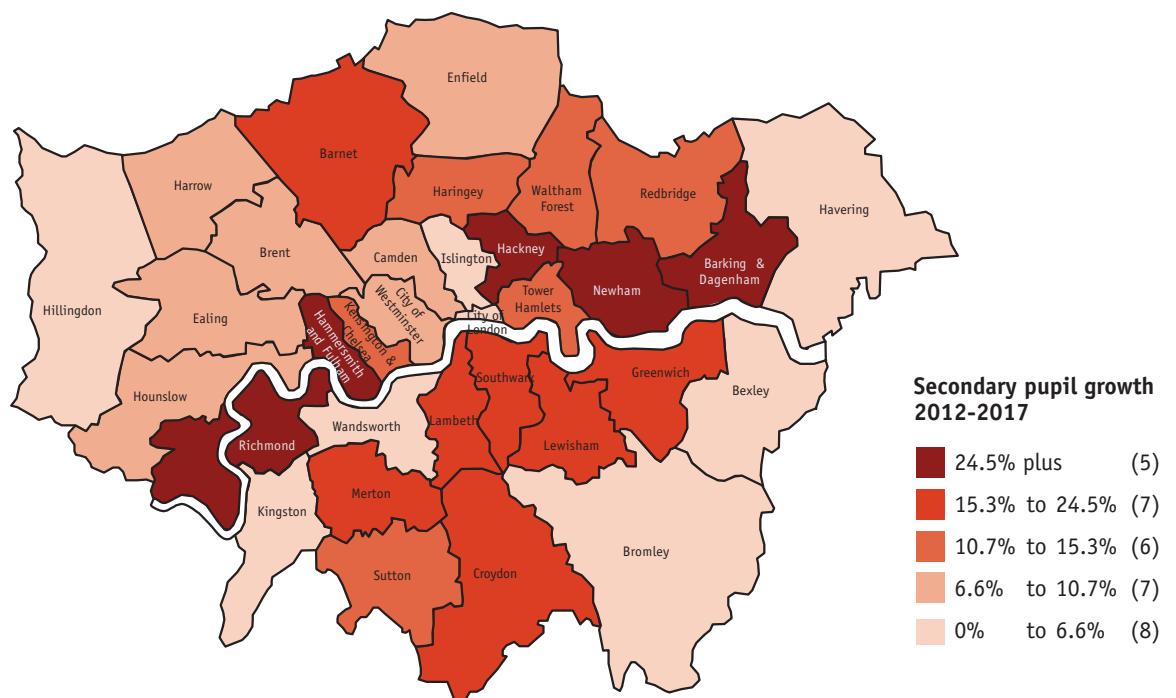 Enfield
Barnet
Harrow
Haringey
Waltham
Forest
Redbridge
Havering
Brent
Camden
Islington
Hackney
Barking &
Dagenham
Hillingdon
Ealing
Hammersmith
and Fulham
Kensington &
Chelsea
City of
Westminster
City of
London
Tower
Hamlets
Newham
Hounslow
Richmond
Wandsworth
Lambeth
Southwark
Lewisham
Greenwich
Bexley
Kingston
Merton
Sutton
Croydon
Bromley
Secondary pupil growth
2012-2017
24.5% plus (5)
15.3% to 24.5% (7)
10.7% to 15.3% (6)
6.6% to 10.7% (7)
0% to 6.6% (8)